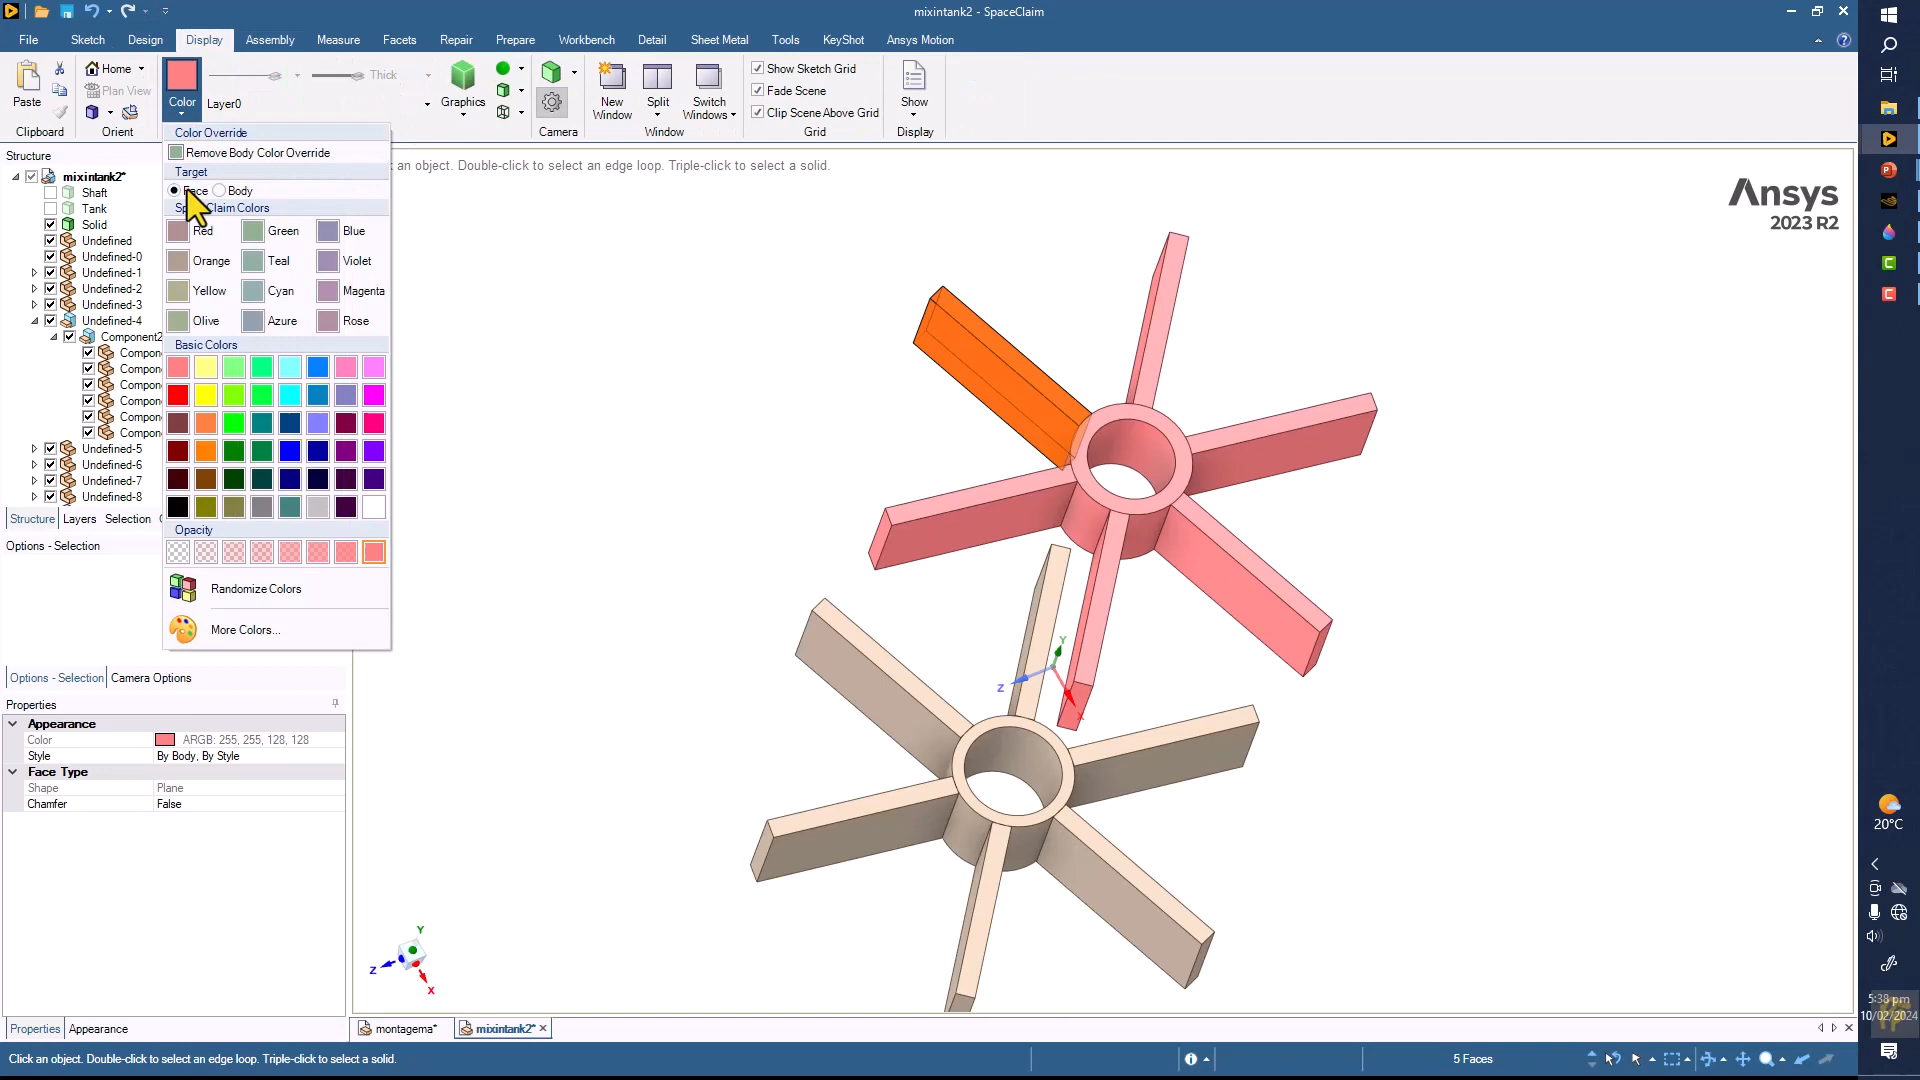 mixintank2 - SpaceClaim
File Sketch Design Display Assembly Measure Facets Repair Prepare Workbench Detail Sheet Metal Tools KeyShot Ansys Motion
Paste
Home
Plan View
Color
Thick
Layer0
Graphics
New Window
Split
Switch Windows
Show Sketch Grid
Fade Scene
Clip Scene Above Grid
Show
Clipboard Orient Camera Window Grid Display
Color Override
Remove Body Color Override
Target
Face Body
Claim Colors
Red Green Blue
Orange Teal Violet
Yellow Cyan Magenta
Olive Azure Rose
Basic Colors
Opacity
Randomize Colors
More Colors...
Structure
mixintank2*
Shaft
Tank
Solid
Undefined
Undefined-0
Undefined-1
Undefined-2
Undefined-3
Undefined-4
Component2
Compon
Compon
Compon
Compon
Compon
Compon
Undefined-5
Undefined-6
Undefined-7
Undefined-8
Structure Layers Selection
Options - Selection
Options - Selection Camera Options
Properties
Appearance
Color ARGB: 255, 255, 128, 128
Style By Body, By Style
Face Type
Shape Plane
Chamfer False
Properties Appearance
an object. Double-click to select an edge loop. Triple-click to select a solid.
Ansys
2023 R2
Y
Z
X
Y
Z
X
montagema* mixintank2*
Click an object. Double-click to select an edge loop. Triple-click to select a solid.
5 Faces
20°C
5:38 pm
10/02/2024